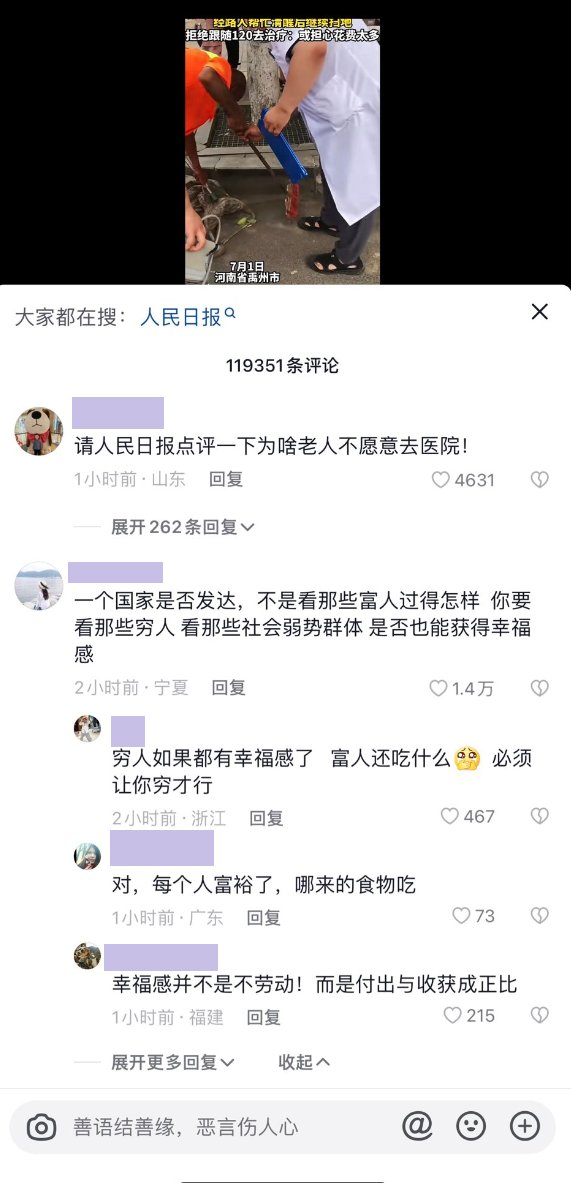 经路人帮忙清醒后继续扫地
拒绝跟随120去治疗：或担心花费太多
7月1日
河南省禹州市
大家都在搜： 人民日报
119351条评论
请人民日报点评一下为啥老人不愿意去医院！
1小时前 · 山东 回复
4631
展开262条回复
一个国家是否发达，不是看那些富人过得怎样 你要
看那些穷人 看那些社会弱势群体 是否也能获得幸福
感
2小时前 · 宁夏 回复
1.4万
穷人如果都有幸福感了 富人还吃什么🥺 必须
让你穷才行
2小时前 · 浙江 回复
467
对，每个人富裕了，哪来的食物吃
1小时前 · 广东 回复
73
幸福感并不是不劳动！而是付出与收获成正比
1小时前 · 福建 回复
215
展开更多回复 收起
善语结善缘，恶言伤人心